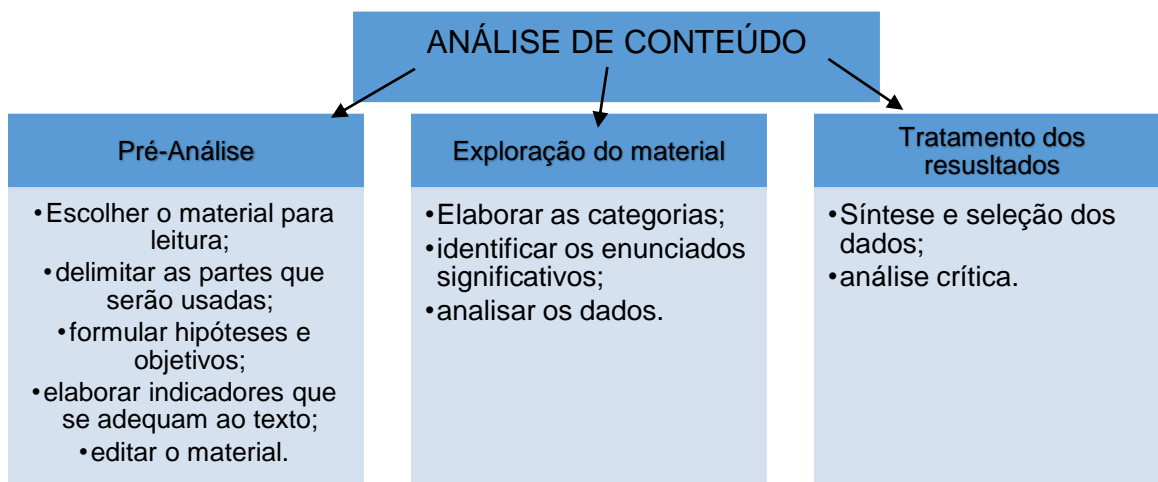 ANÁLISE DE CONTEÚDO
Pré-Análise
•Escolher o material para
leitura;
•delimitar as partes que
serão usadas;
•formular hipóteses e
objetivos;
•elaborar indicadores que
se adequam ao texto;
•editar o material.
Exploração do material
•Elaborar as categorias;
•identificar os enunciados
significativos;
•analisar os dados.
Tratamento dos
resusltados
•Síntese e seleção dos
dados;
•análise crítica.